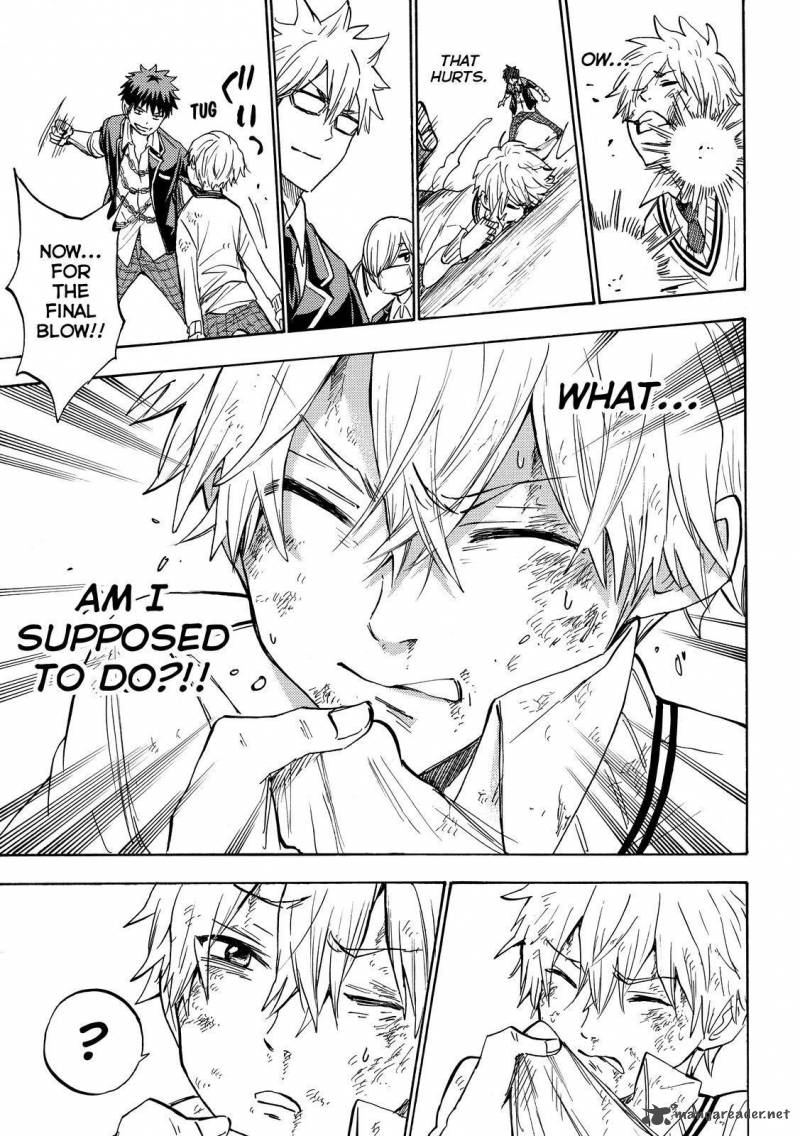 OW...
THAT
HURTS.
TUG
NOW...
FOR
THE
FINAL
BLOW!!
WHAT...
AM I
SUPPOSED
TO DO?!!
?
mangareader.net